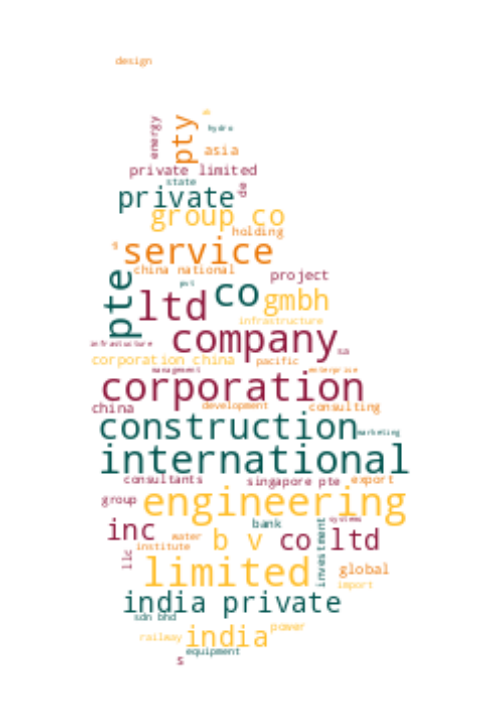 design
energy
pty
hydro
asia
private limited
state
private
de
group co
holding
service
china national
project
pte
pvt
ltd
co
gmbh
infrastructure
infrastructure
company
sa
corporation china
pacific
management
enterprise
corporation
china
development
consulting
construction
marketing
international
consultants
singapore pte
export
group
engineering
inc
bank
investment
systems
water
b v
co ltd
llc
institute
limited
global
import
india private
sdn bhd
railway
india
power
equipment
s